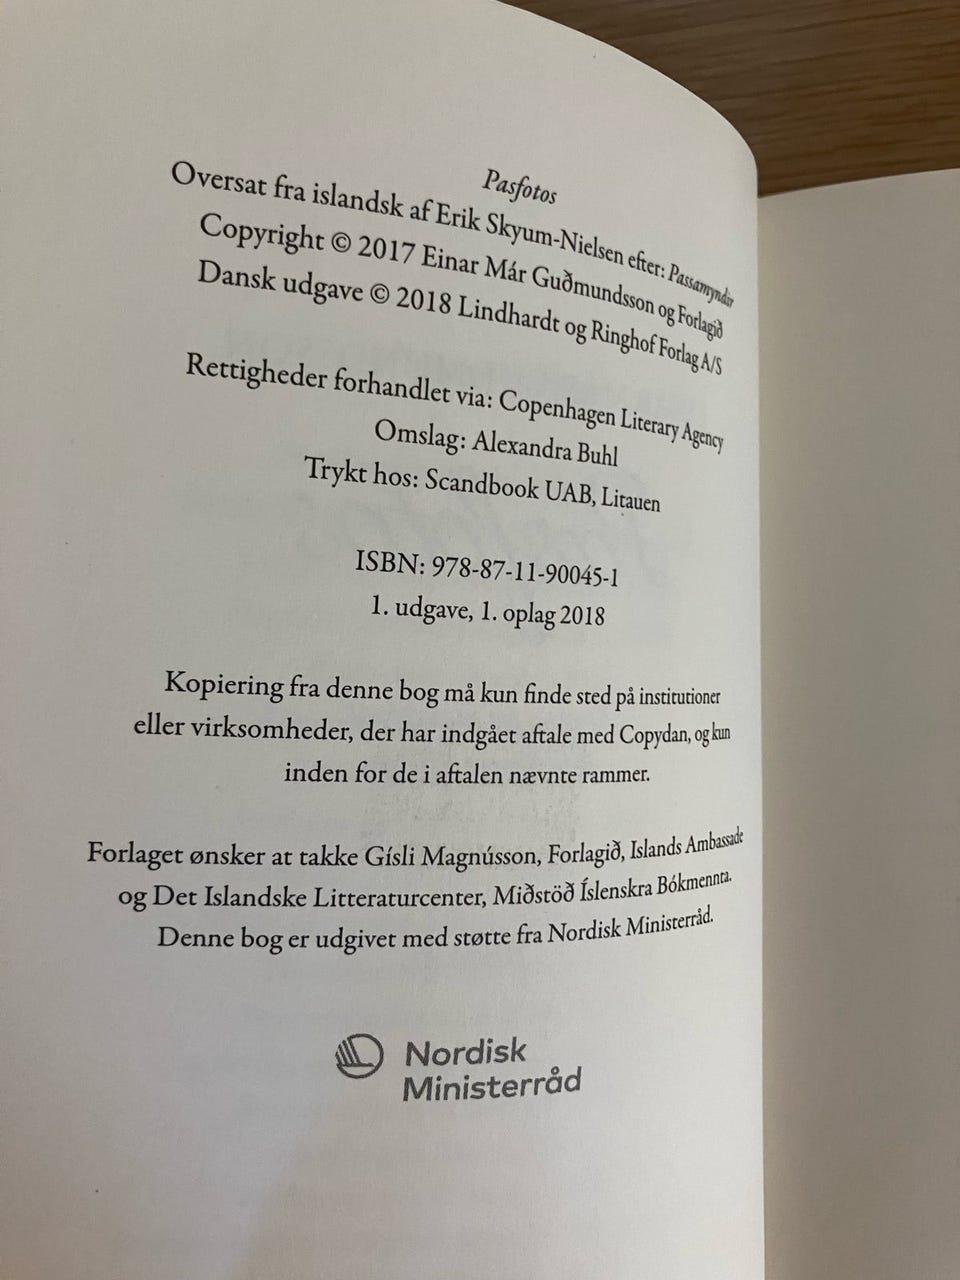 Pasfotos
Oversat fra islandsk af Erik Skyum-Nielsen efter: Passamyndir
Copyright © 2017 Einar Már Guðmundsson og Forlagið
Dansk udgave © 2018 Lindhardt og Ringhof Forlag A/S
Rettigheder forhandlet via: Copenhagen Literary Agency
Omslag: Alexandra Buhl
Trykt hos: Scandbook UAB, Litauen
ISBN: 978-87-11-90045-1
1. udgave, 1. oplag 2018
Kopiering fra denne bog må kun finde sted på institutioner
eller virksomheder, der har indgået aftale med Copydan, og kun
inden for de i aftalen nævnte rammer.
Forlaget ønsker at takke Gísli Magnússon, Forlagið, Islands Ambassade
og Det Islandske Litteraturcenter, Miðstöð Íslenskra Bókmennta.
Denne bog er udgivet med støtte fra Nordisk Ministerråd.
Nordisk
Ministerråd